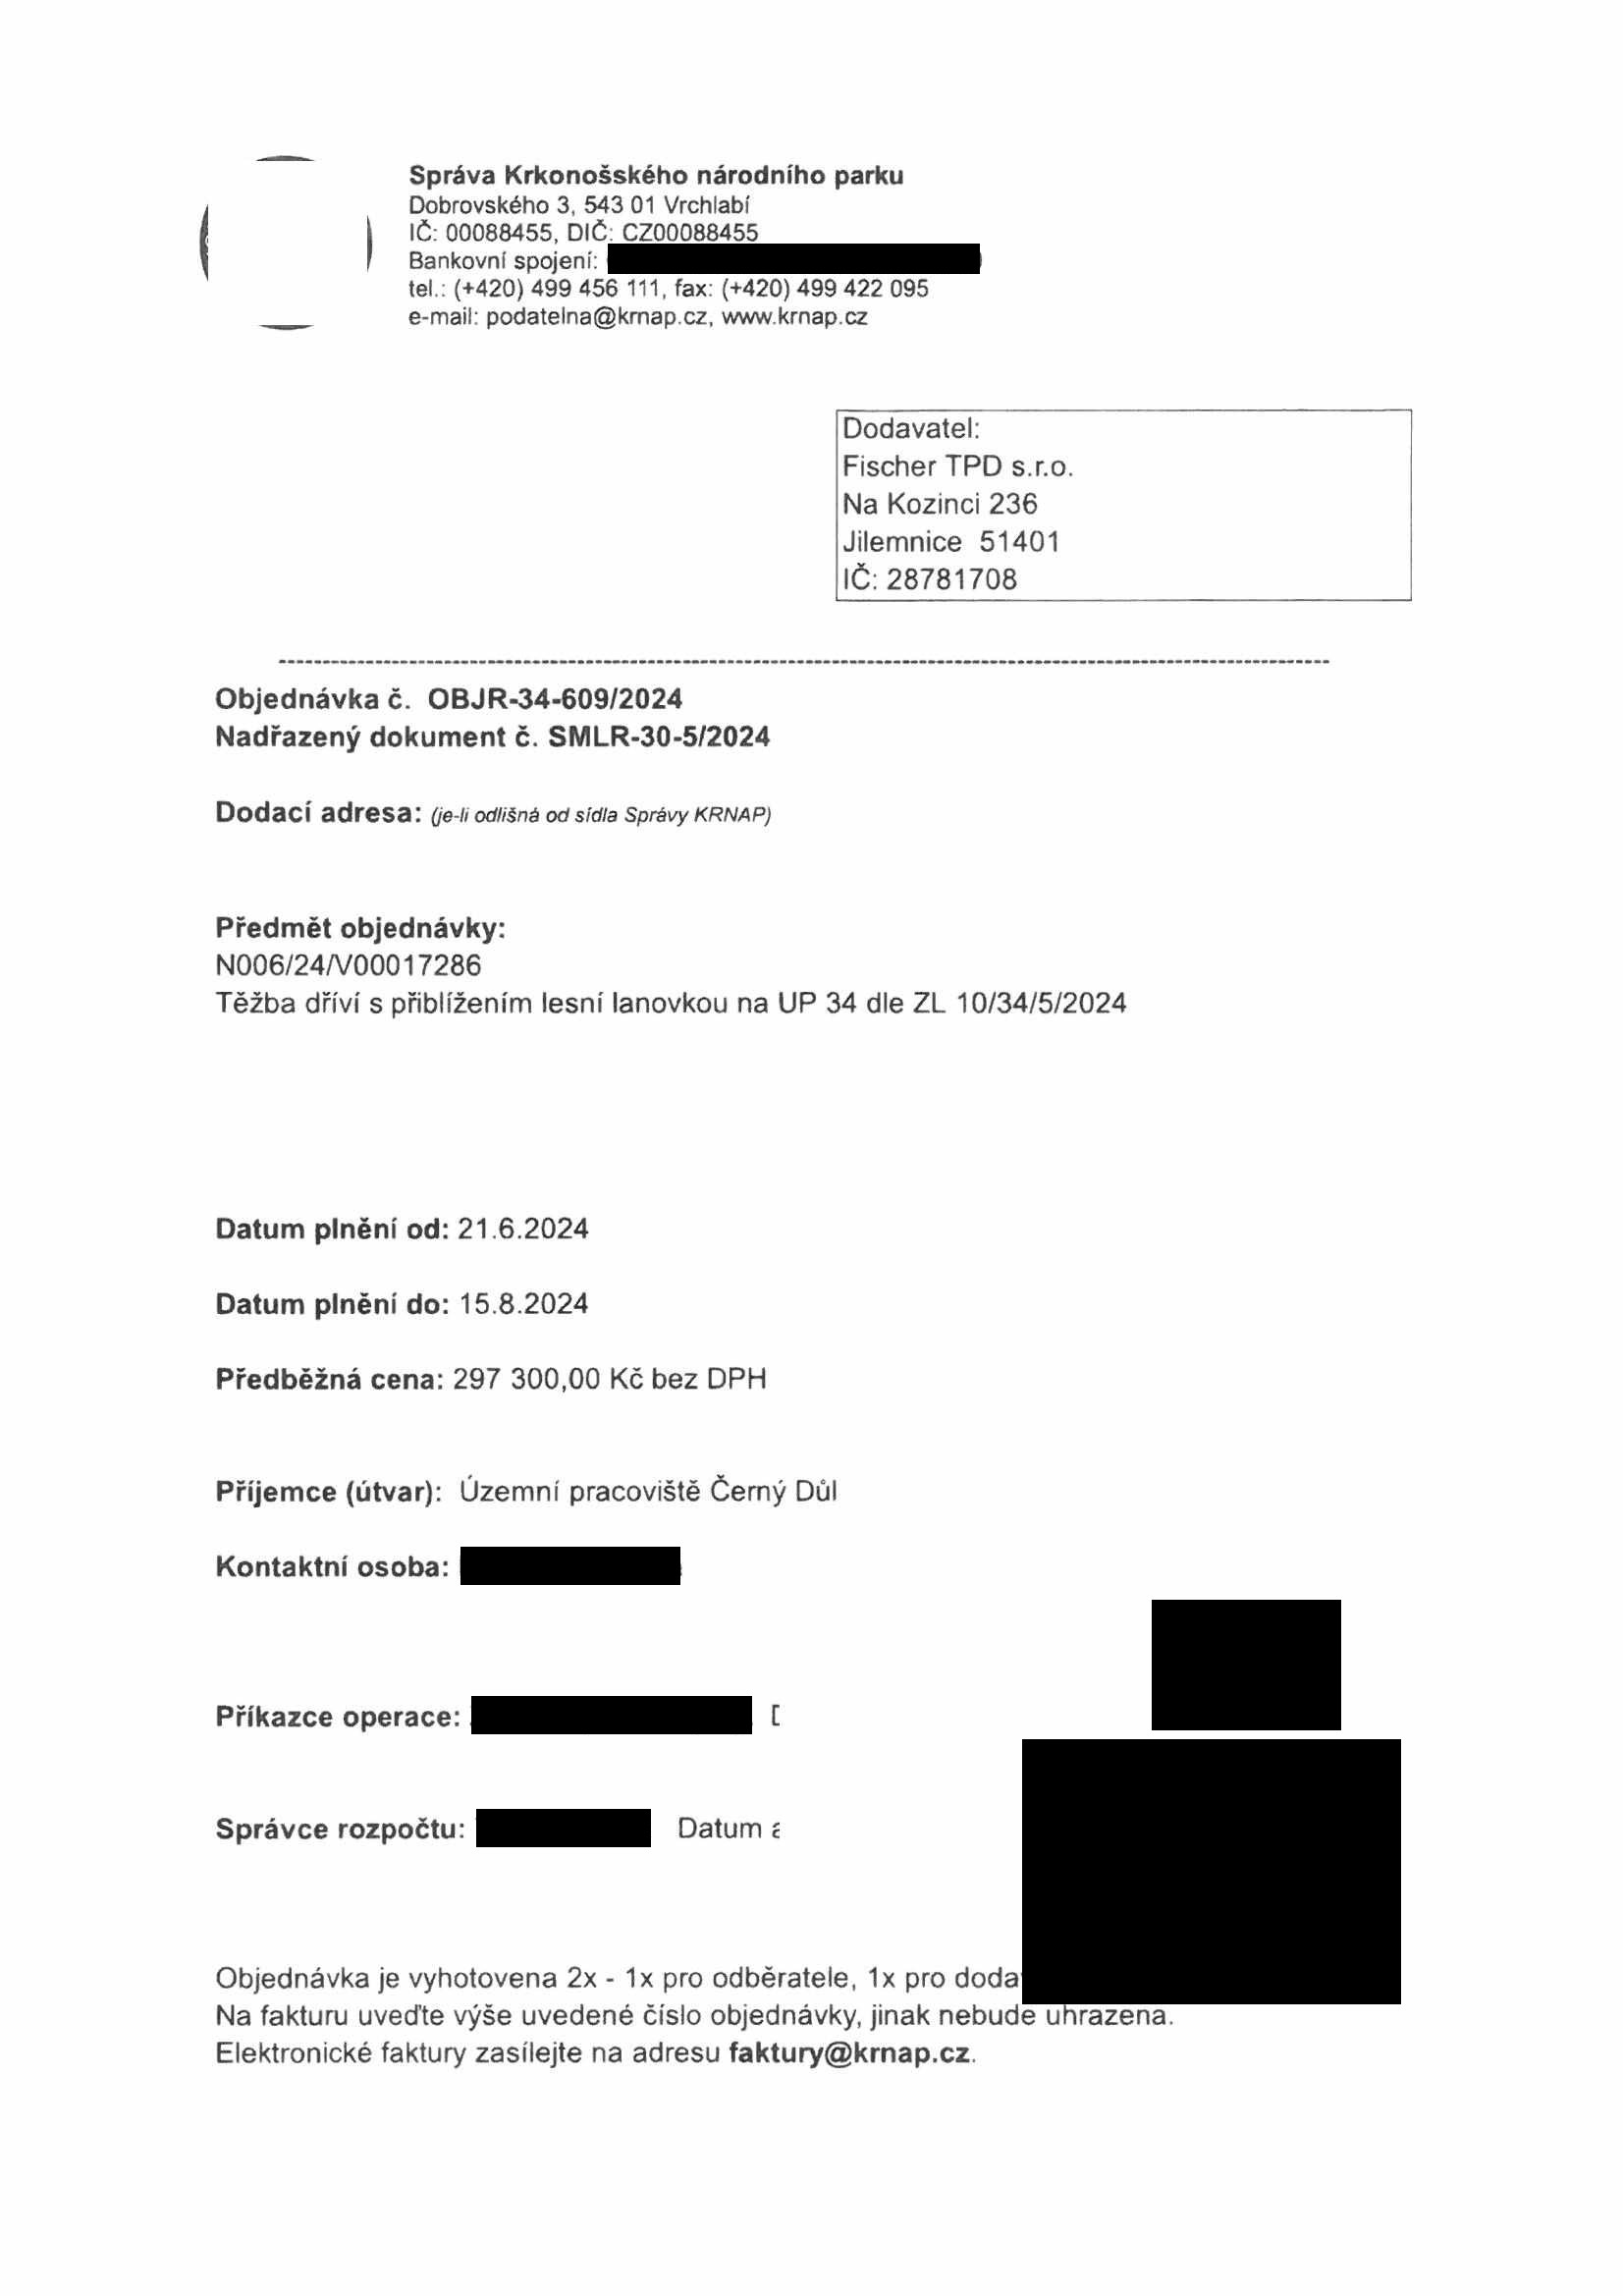 Správa Krkonošského národního parku
Dobrovského 3, 543 01 Vrchlabí
IČ: 00088455, DIČ: CZ00088455
Bankovní spojení:
tel.: (+420) 499 456 111, fax: (+420) 499 422 095
e-mail: podatelna@krnap.cz, www.krnap.cz
Dodavatel:
Fischer TPD s.r.o.
Na Kozinci 236
Jilemnice 51401
IČ: 28781708
Objednávka č. OBJR-34-609/2024
Nadřazený dokument č. SMLR-30-5/2024
Dodací adresa: (je-li odlišná od sídla Správy KRNAP)
Předmět objednávky:
N006/24/V00017286
Těžba dříví s přiblížením lesní lanovkou na UP 34 dle ZL 10/34/5/2024
Datum plnění od: 21.6.2024
Datum plnění do: 15.8.2024
Předběžná cena: 297 300,00 Kč bez DPH
Příjemce (útvar): Územní pracoviště Černý Důl
Kontaktní osoba:
Příkazce operace:
Správce rozpočtu: Datum
Objednávka je vyhotovena 2x - 1x pro odběratele, 1x pro doda
Na fakturu uveďte výše uvedené číslo objednávky, jinak nebude uhrazena.
Elektronické faktury zasílejte na adresu faktury@krnap.cz.